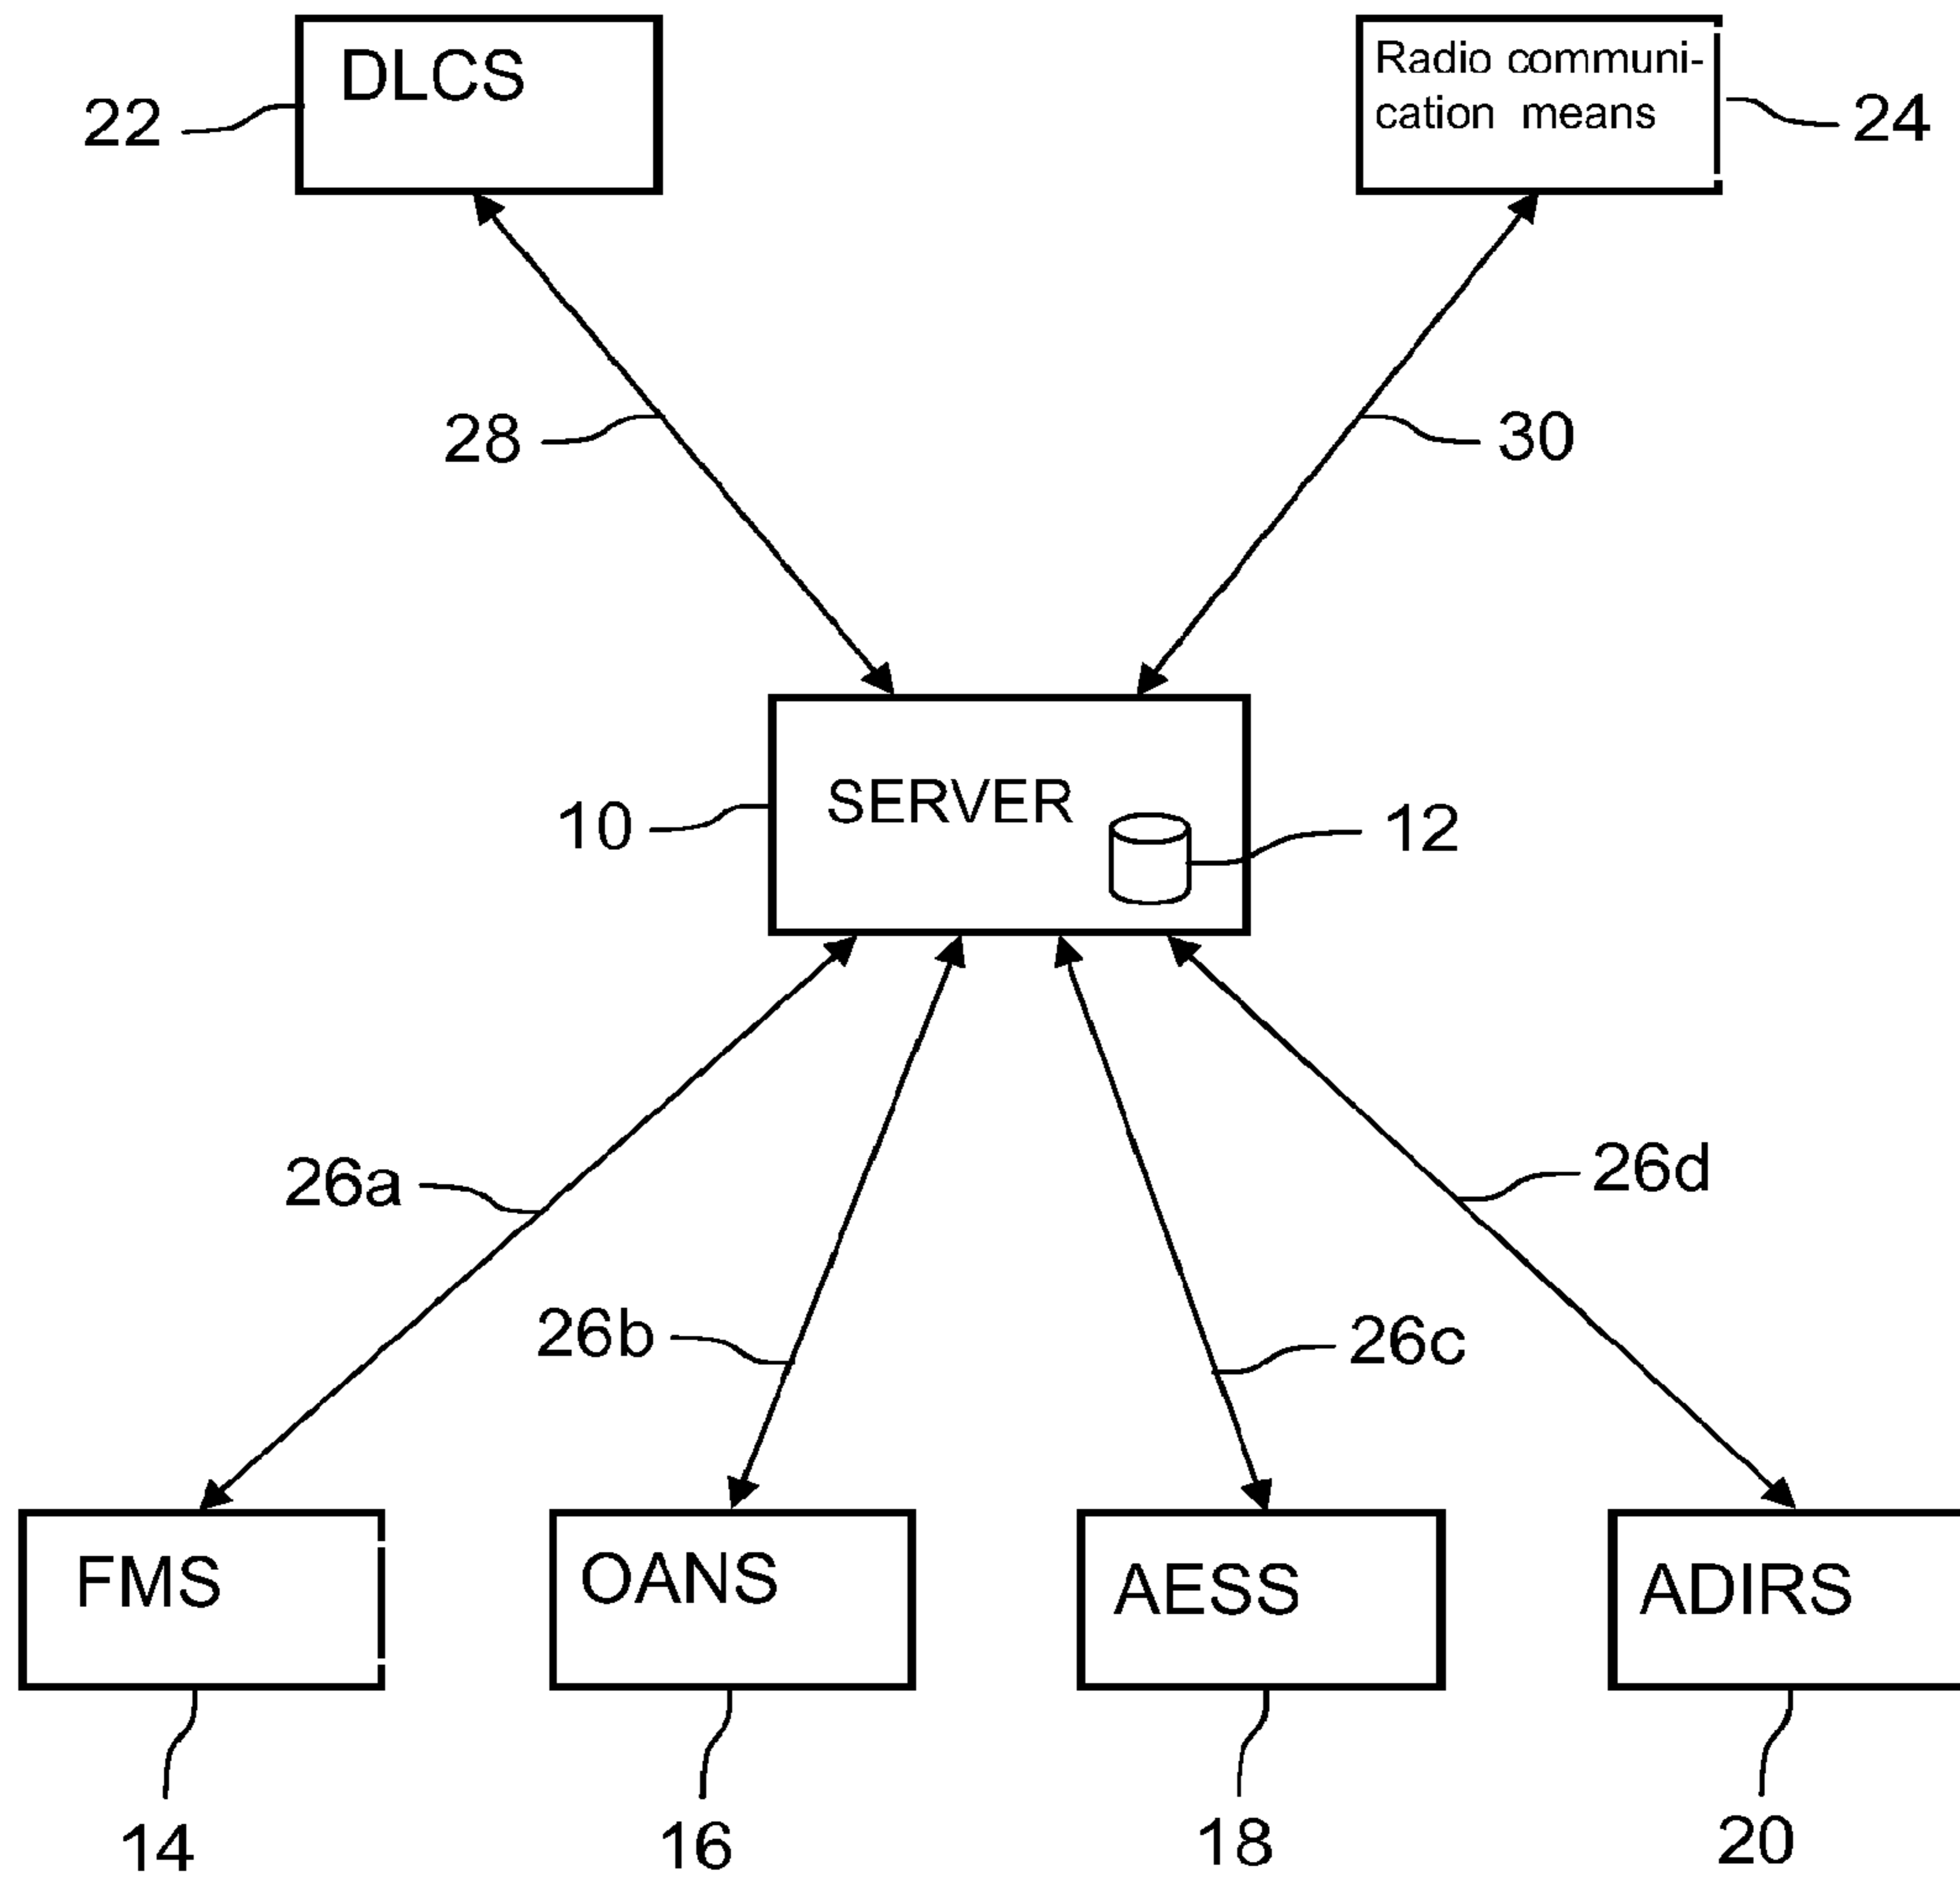 DLCS
Radio communi-
cation means
22
24
28
30
SERVER
10
12
26a
26d
26b
26c
FMS
OANS
AESS
ADIRS
14
16
18
20